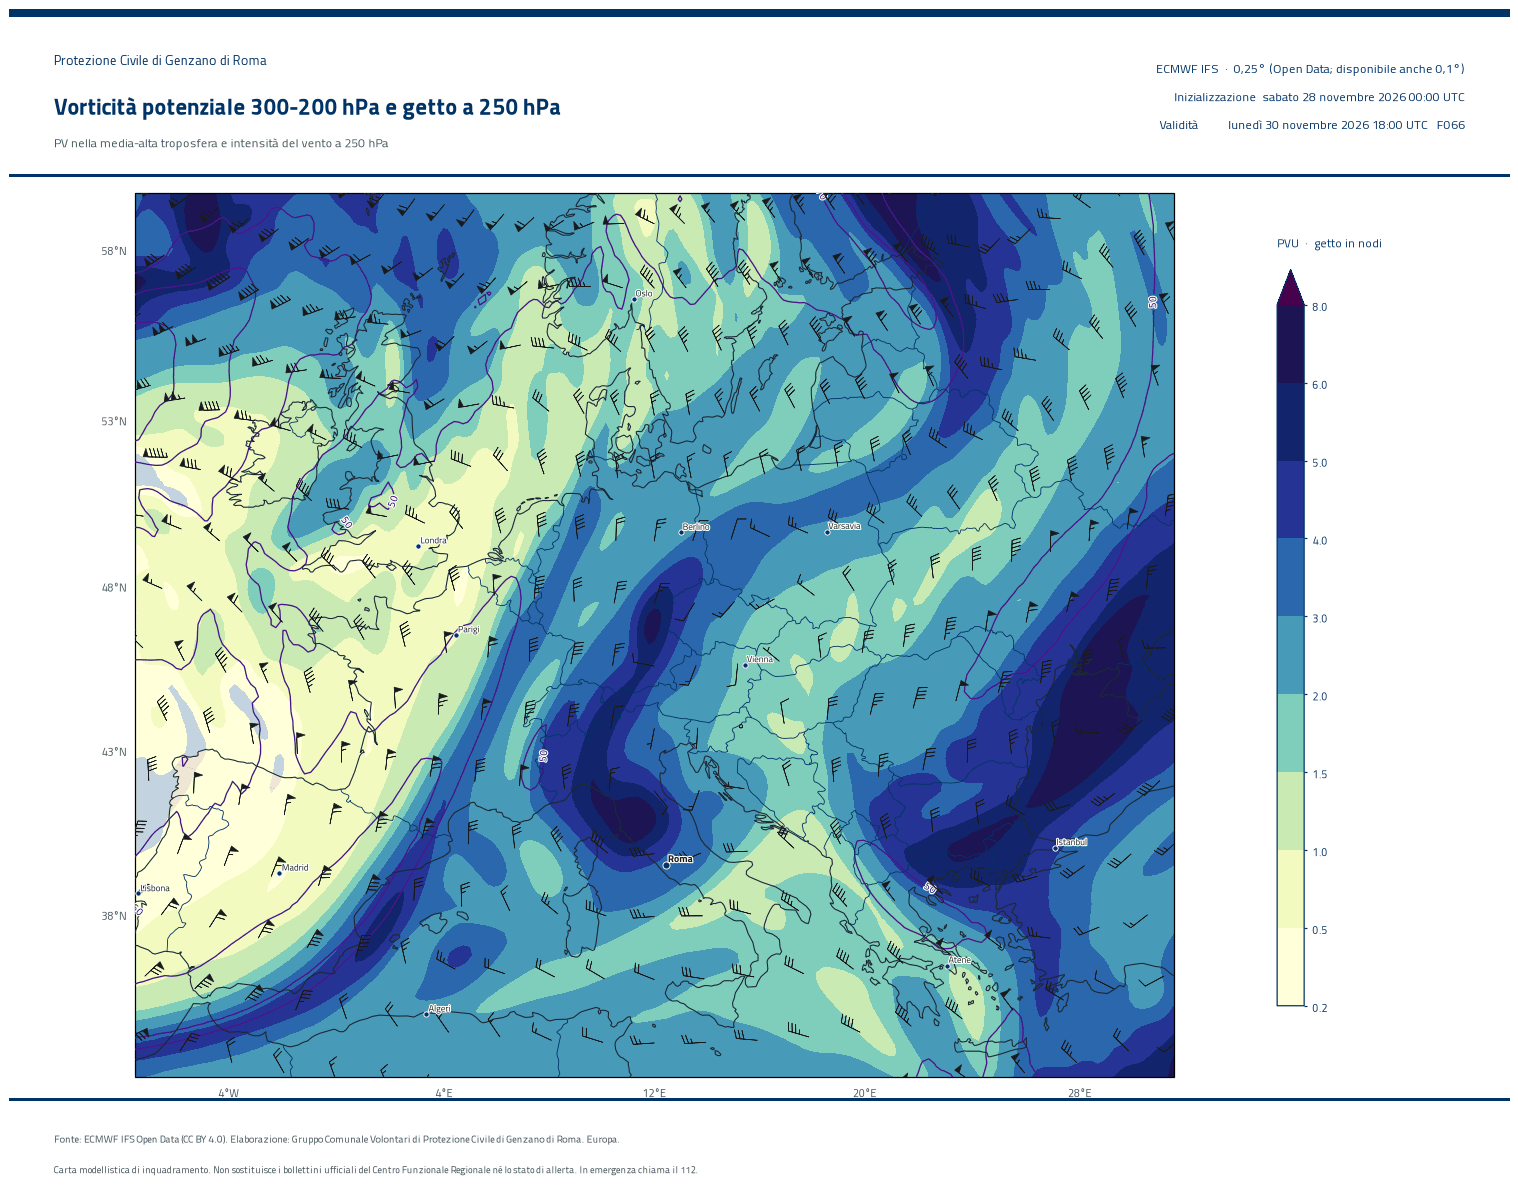 Protezione Civile di Genzano di Roma
Vorticità potenziale 300-200 hPa e getto a 250 hPa
PV nella media-alta troposfera e intensità del vento a 250 hPa
ECMWF IFS · 0,25° (Open Data; disponibile anche 0,1°)
Inizializzazione sabato 28 novembre 2026 00:00 UTC
Validità lunedì 30 novembre 2026 18:00 UTC F066
PVU · getto in nodi
8.0
6.0
5.0
4.0
3.0
2.0
1.5
1.0
0.5
0.2
58°N
53°N
48°N
43°N
38°N
4°W
4°E
12°E
20°E
28°E
Oslo
50
50
50
Londra
Berlino
Varsavia
Parigi
Vienna
50
Istanbul
Roma
Madrid
Lisbona
50
Atene
Algeri
Fonte: ECMWF IFS Open Data (CC BY 4.0). Elaborazione: Gruppo Comunale Volontari di Protezione Civile di Genzano di Roma. Europa.
Carta modellistica di inquadramento. Non sostituisce i bollettini ufficiali del Centro Funzionale Regionale né lo stato di allerta. In emergenza chiama il 112.